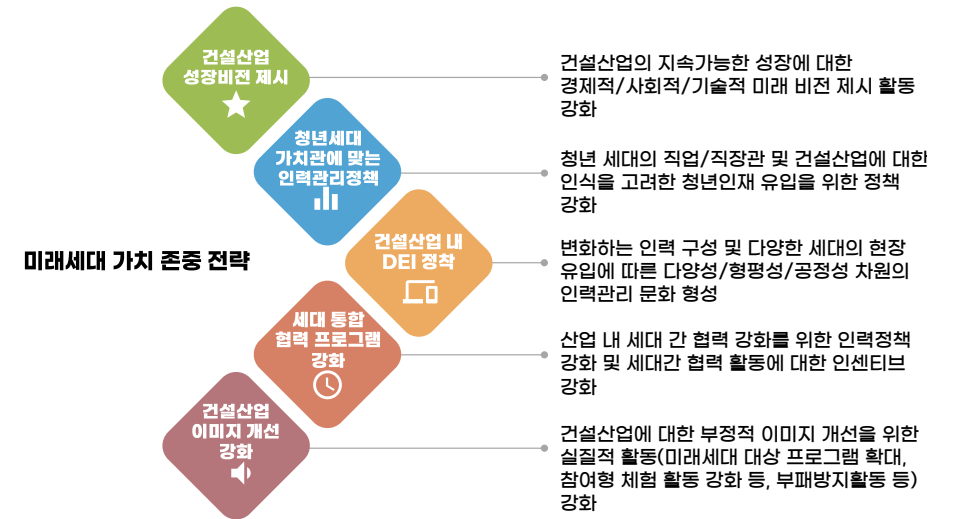 건설산업
성장비전 제시
건설산업의 지속가능한 성장에 대한
경제적/사회적/기술적 미래 비전 제시 활동
강화
청년세대
가치관에 맞는
인력관리정책
청년 세대의 직업/직장관 및 건설산업에 대한
인식을 고려한 청년인재 유입을 위한 정책
강화
미래세대 가치 존중 전략
건설산업 내
DEI 정착
변화하는 인력 구성 및 다양한 세대의 현장
유입에 따른 다양성/형평성/공정성 차원의
인력관리 문화 형성
세대 통합
협력 프로그램
강화
산업 내 세대 간 협력 강화를 위한 인력정책
강화 및 세대간 협력 활동에 대한 인센티브
강화
건설산업
이미지 개선
강화
건설산업에 대한 부정적 이미지 개선을 위한
실질적 활동(미래세대 대상 프로그램 확대,
참여형 체험 활동 강화 등, 부패방지활동 등)
강화